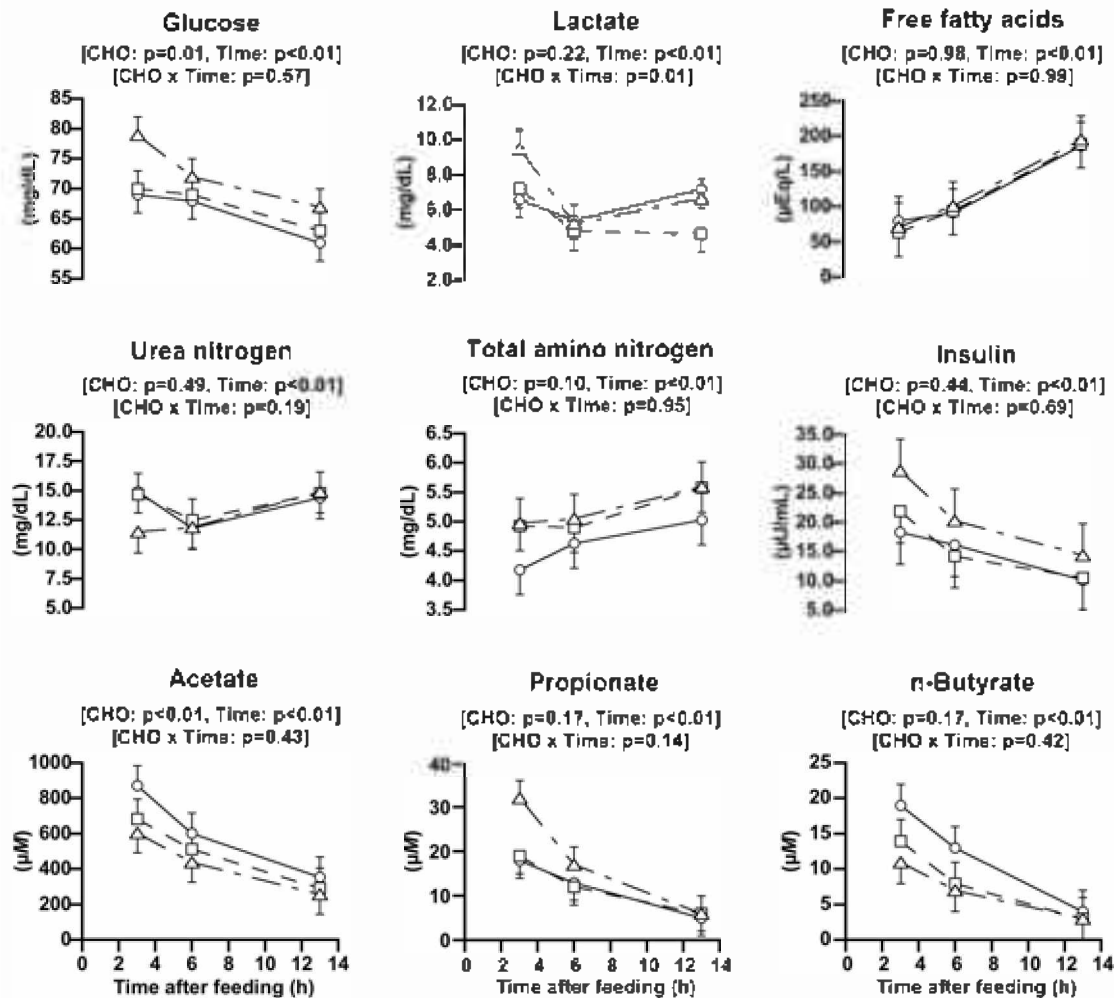 Glucose
[CHO: p=0.01, Time: p<0.01]
[CHO x Time: p=0.57]
85
80
75
70
65
60
55
(mg/dL)
Lactate
[CHO: p=0.22, Time: p<0.01]
[CHO x Time: p=0.01]
12.0
10.0
8.0
6.0
4.0
2.0
(mg/dL)
Free fatty acids
[CHO: p=0.98, Time: p<0.01]
[CHO x Time: p=0.99]
250
200
150
100
50
0
(µEq/L)
Urea nitrogen
[CHO: p=0.49, Time: p<0.01]
[CHO x Time: p=0.19]
20.0
17.5
15.0
12.5
10.0
7.5
5.0
(mg/dL)
Total amino nitrogen
[CHO: p=0.10, Time: p<0.01]
[CHO x Time: p=0.95]
6.5
6.0
5.5
5.0
4.5
4.0
3.5
(mg/dL)
Insulin
[CHO: p=0.44, Time: p<0.01]
[CHO x Time: p=0.69]
35.0
30.0
25.0
20.0
15.0
10.0
5.0
(µU/mL)
Acetate
[CHO: p<0.01, Time: p<0.01]
[CHO x Time: p=0.43]
1000
800
600
400
200
0
(µM)
0 2 4 6 8 10 12 14
Time after feeding (h)
Propionate
[CHO: p=0.17, Time: p<0.01]
[CHO x Time: p=0.14]
40
30
20
10
0
(µM)
0 2 4 6 8 10 12 14
Time after feeding (h)
n-Butyrate
[CHO: p=0.17, Time: p<0.01]
[CHO x Time: p=0.42]
25
20
15
10
5
0
(µM)
0 2 4 6 8 10 12 14
Time after feeding (h)